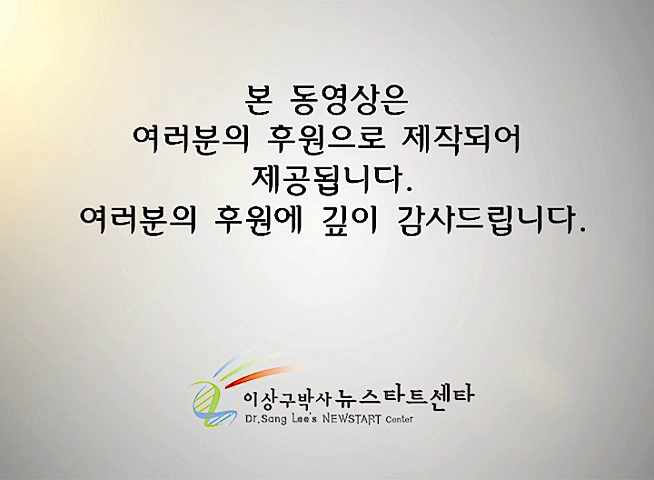 본 동영상은
여러분의 후원으로 제작되어
제공됩니다.
여러분의 후원에 깊이 감사드립니다.
이상구박사 뉴스타트센타
Dr.Sang Lee's NEWSTART Center